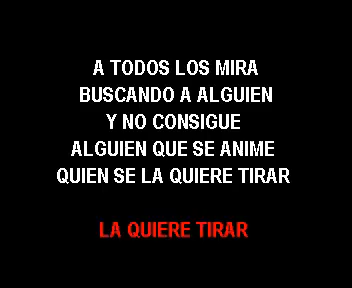 A TODOS LOS MIRA
BUSCANDO A ALGUIEN
Y NO CONSIGUE
ALGUIEN QUE SE ANIME
QUIEN SE LA QUIERE TIRAR
LA QUIERE TIRAR